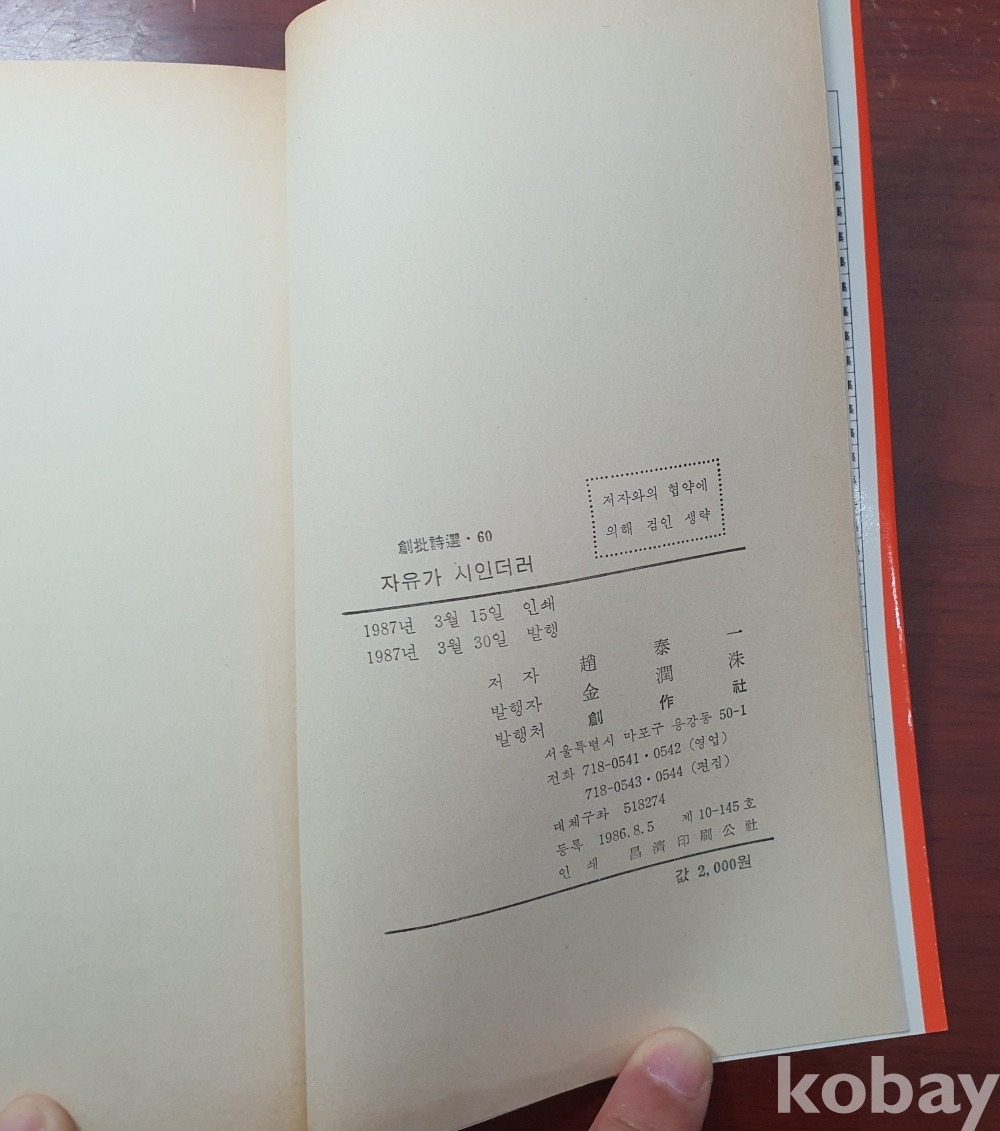 저자와의 협약에
의해 검인 생략
創批詩選·60
자유가 시인더러
1987년 3월 15일 인쇄
1987년 3월 30일 발행
저 자 趙 泰 一
발행자 金 潤 洙
발행처 創 作 社
서울특별시 마포구 용강동 50-1
전화 718-0541·0542 (영업)
718-0543·0544 (편집)
대체구좌 518274
등록 1986.8.5 제 10-145 호
인 쇄 昌濟印刷公社
값 2,000원
kobay